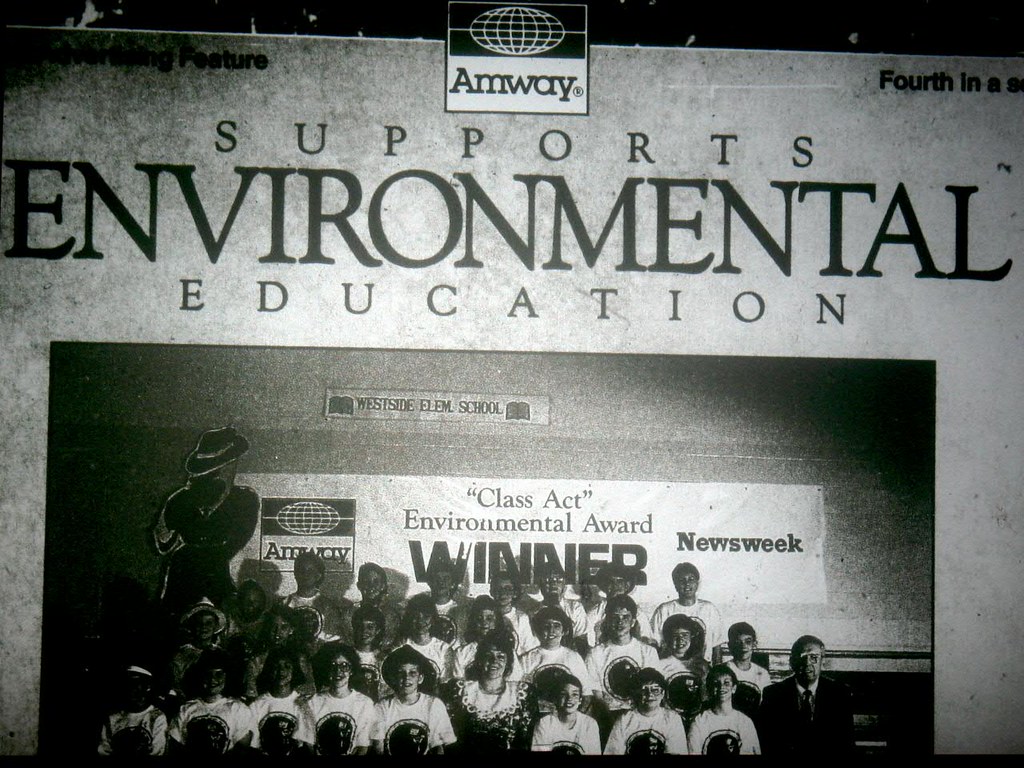 Advertising Feature
Amway®
Fourth in a
SUPPORTS
ENVIRONMENTAL
EDUCATION
WESTSIDE ELEM. SCHOOL
"Class Act"
Environmental Award
WINNER
Newsweek
Amway